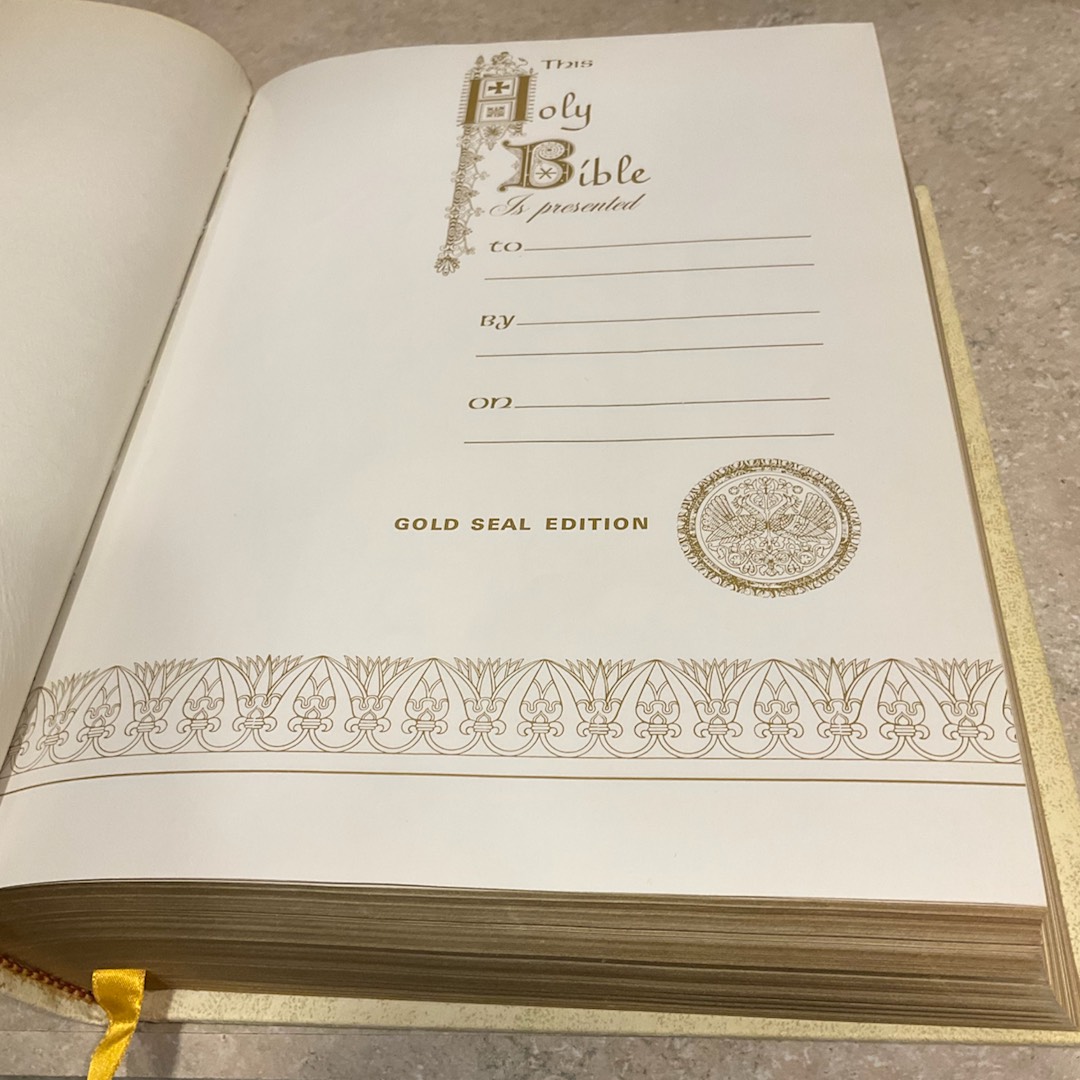 This
Holy
Bible
Is presented
to
By
on
GOLD SEAL EDITION